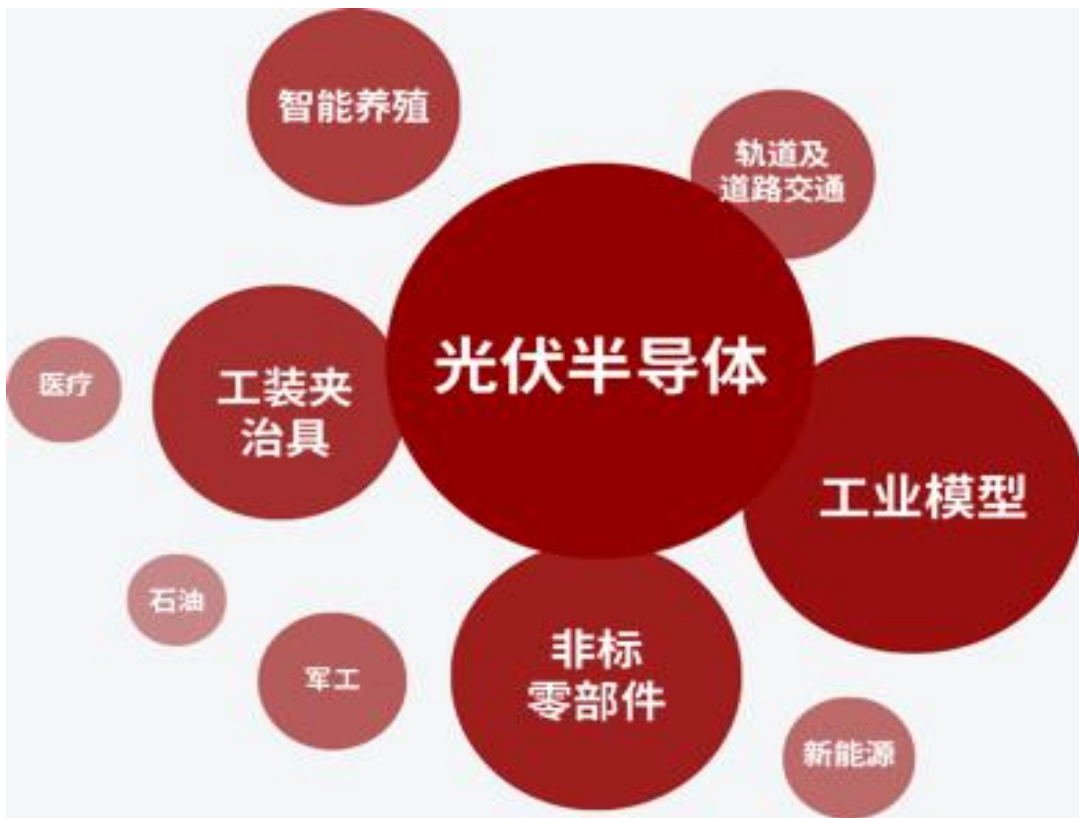 智能养殖
轨道及
道路交通
光伏半导体
医疗
工装夹
治具
工业模型
石油
军工
非标
零部件
新能源